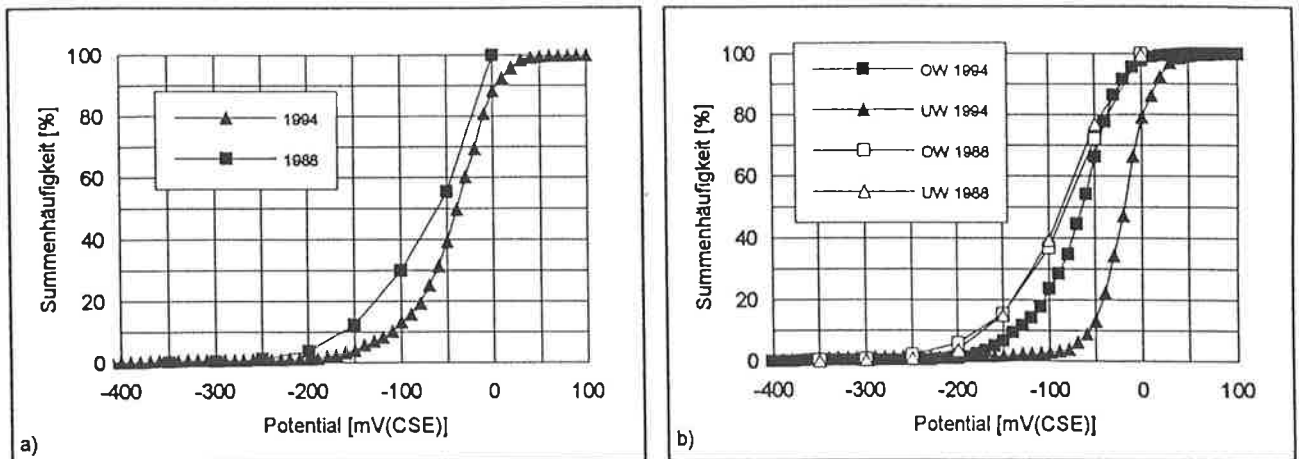 100
80
60
40
20
0
Summenhäufigkeit [%]
1994
1988
-400 -300 -200 -100 0 100
Potential [mV(CSE)]
a)
100
80
60
40
20
0
Summenhäufigkeit [%]
OW 1994
UW 1994
OW 1988
UW 1988
-400 -300 -200 -100 0 100
Potential [mV(CSE)]
b)